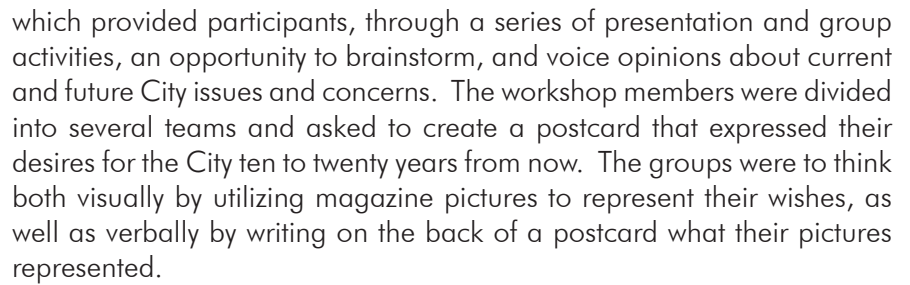 which provided participants, through a series of presentation and group
activities, an opportunity to brainstorm, and voice opinions about current
and future City issues and concerns.  The workshop members were divided
into several teams and asked to create a postcard that expressed their
desires for the City ten to twenty years from now.  The groups were to think
both visually by utilizing magazine pictures to represent their wishes, as
well as verbally by writing on the back of a postcard what their pictures
represented.